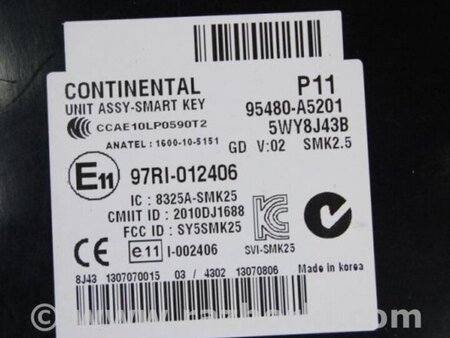 CONTINENTAL P11
UNIT ASSY-SMART KEY 95480-A5201
CCAE10LP0590T2 5WY8J43B
ANATEL : 1600-10-5151 GD V:02 SMK2.5
E11 97RI-012406
IC : 8325A-SMK25
CMIIT ID : 2010DJ1688
FCC ID : SY5SMK25
CE e11 I-002406 SVI-SMK25
8J43 1307070015 03 / 4302 13070806 Made in korea